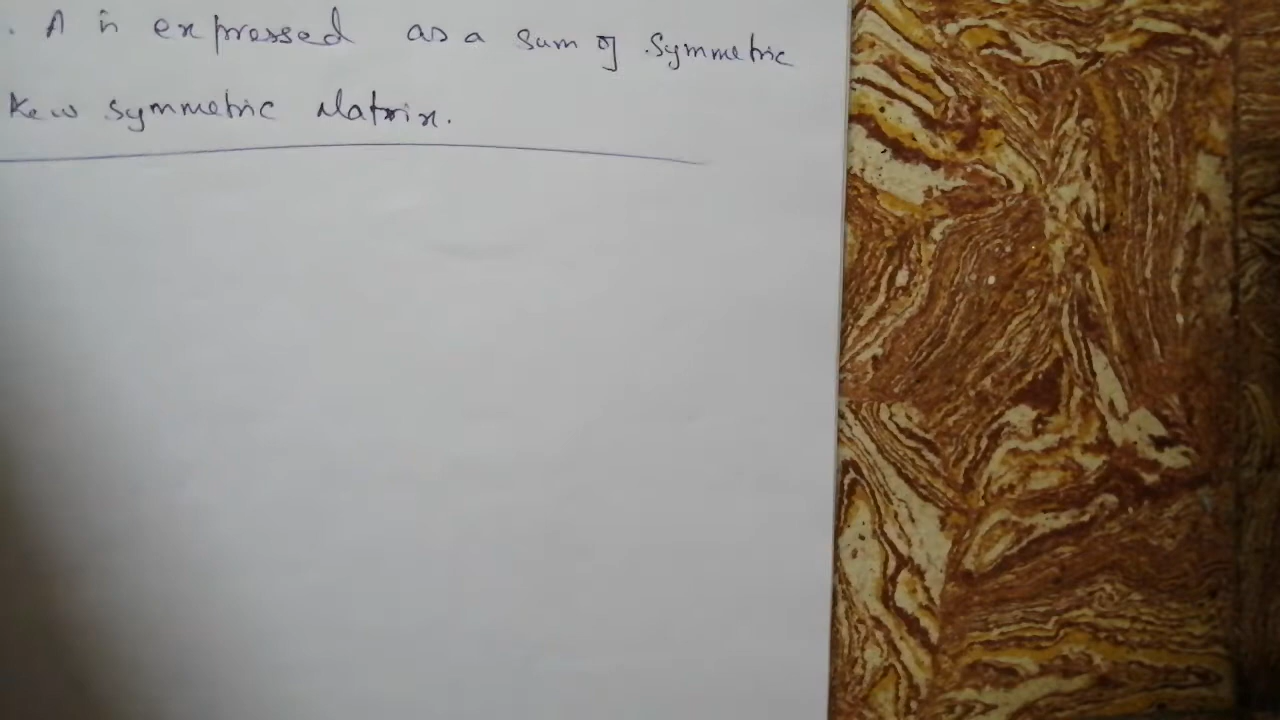 . A is expressed as a sum of symmetric
kew symmetric Matrix.